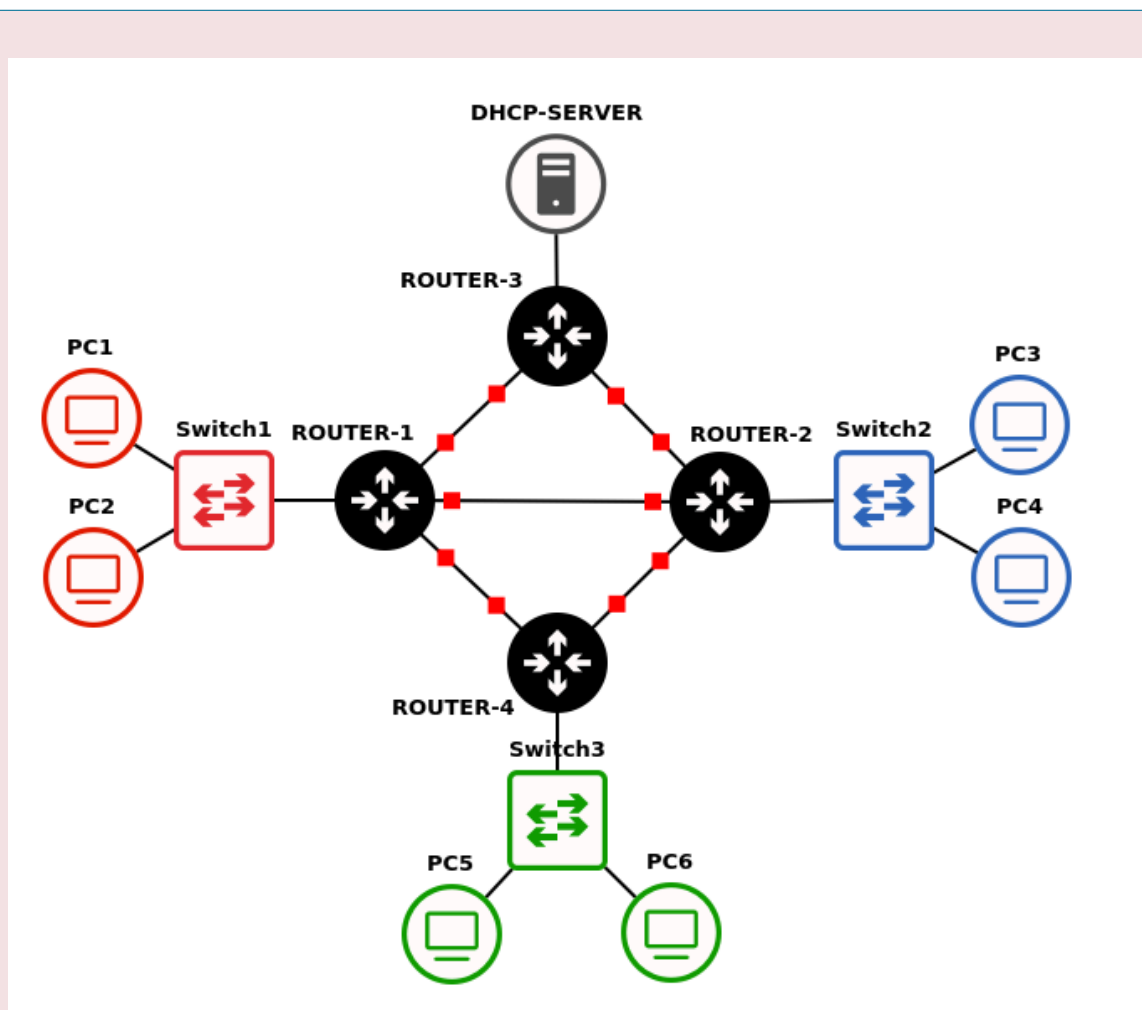 DHCP-SERVER
ROUTER-3
PC1
PC3
Switch1
ROUTER-1
ROUTER-2
Switch2
PC2
PC4
ROUTER-4
Switch3
PC5
PC6